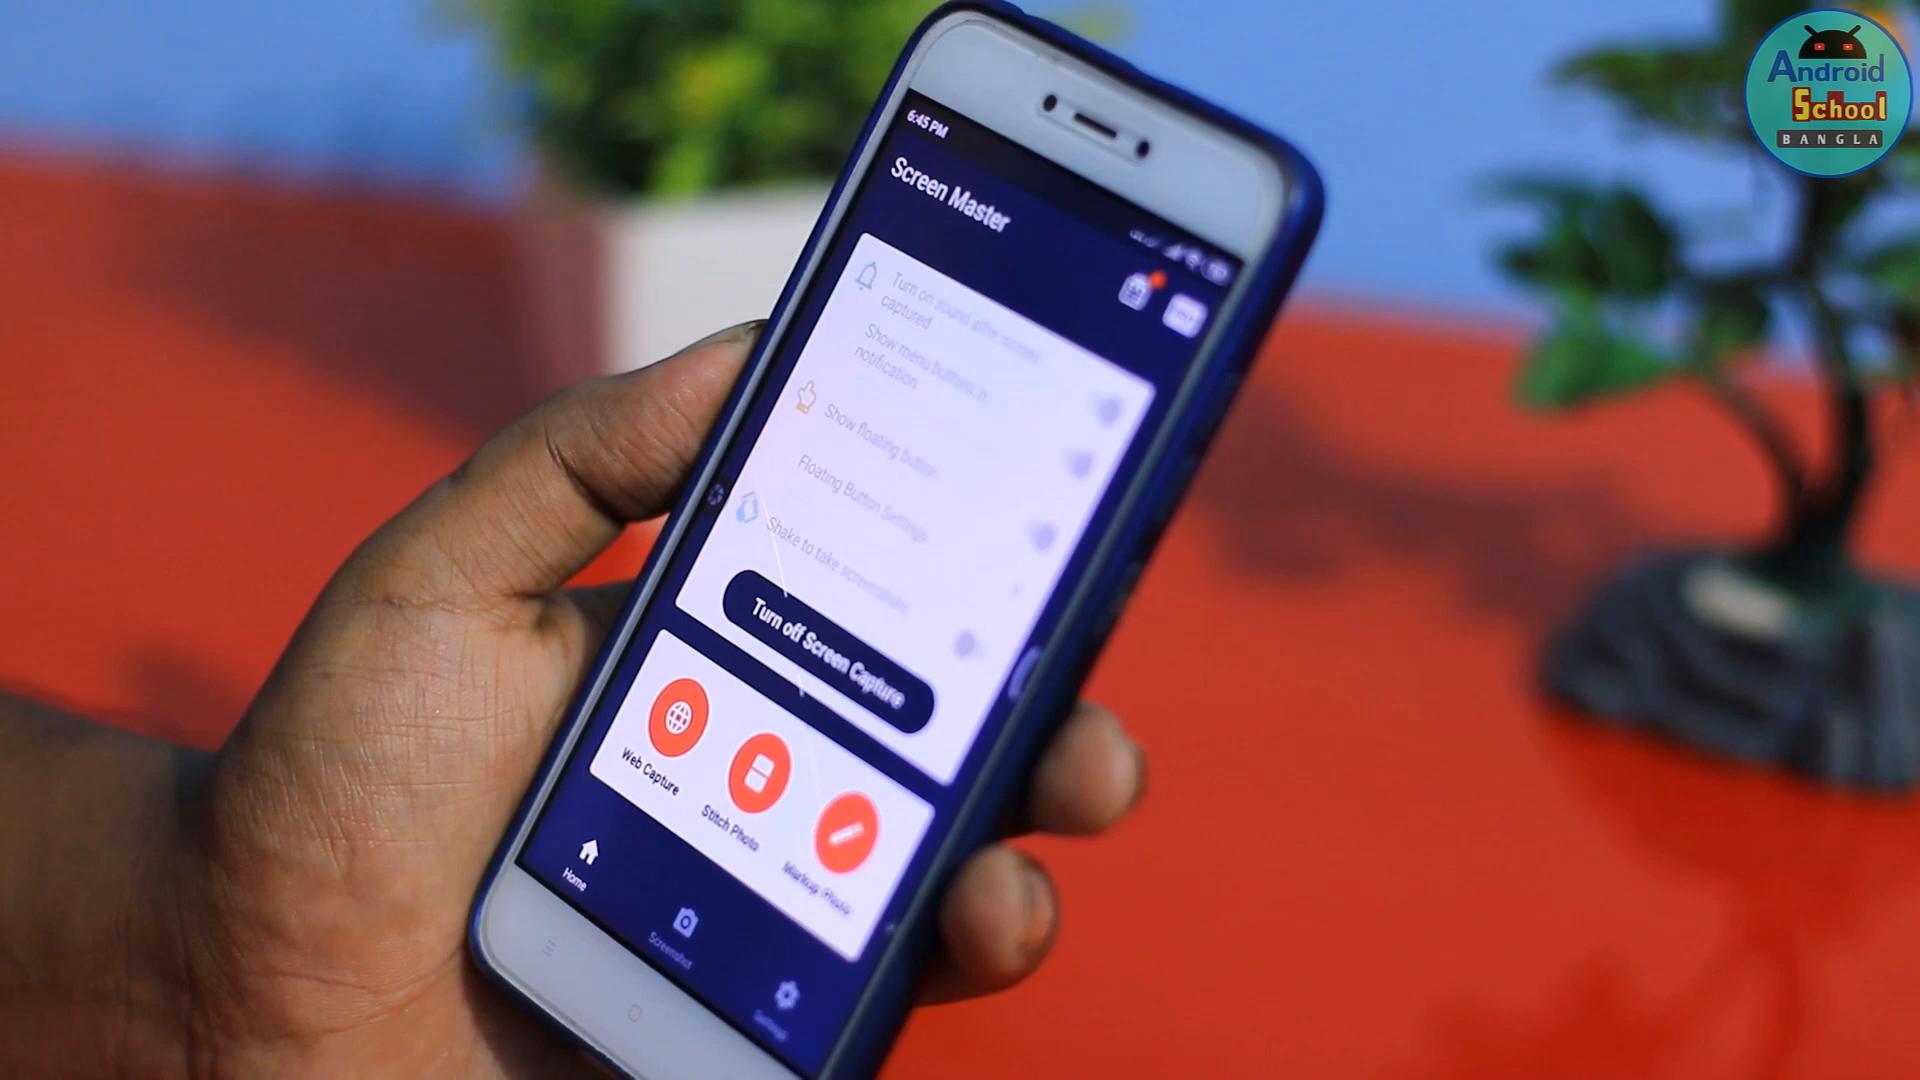 Android
School
BANGLA
6:45 PM
Screen Master
Turn on sound after screen
captured
Show menu buttons in
notification
Show floating button
Floating Button Settings
Shake to take screenshots
Turn off Screen Capture
Web Capture
Stitch Photo
Markup Photo
Home
Screenshot
Settings